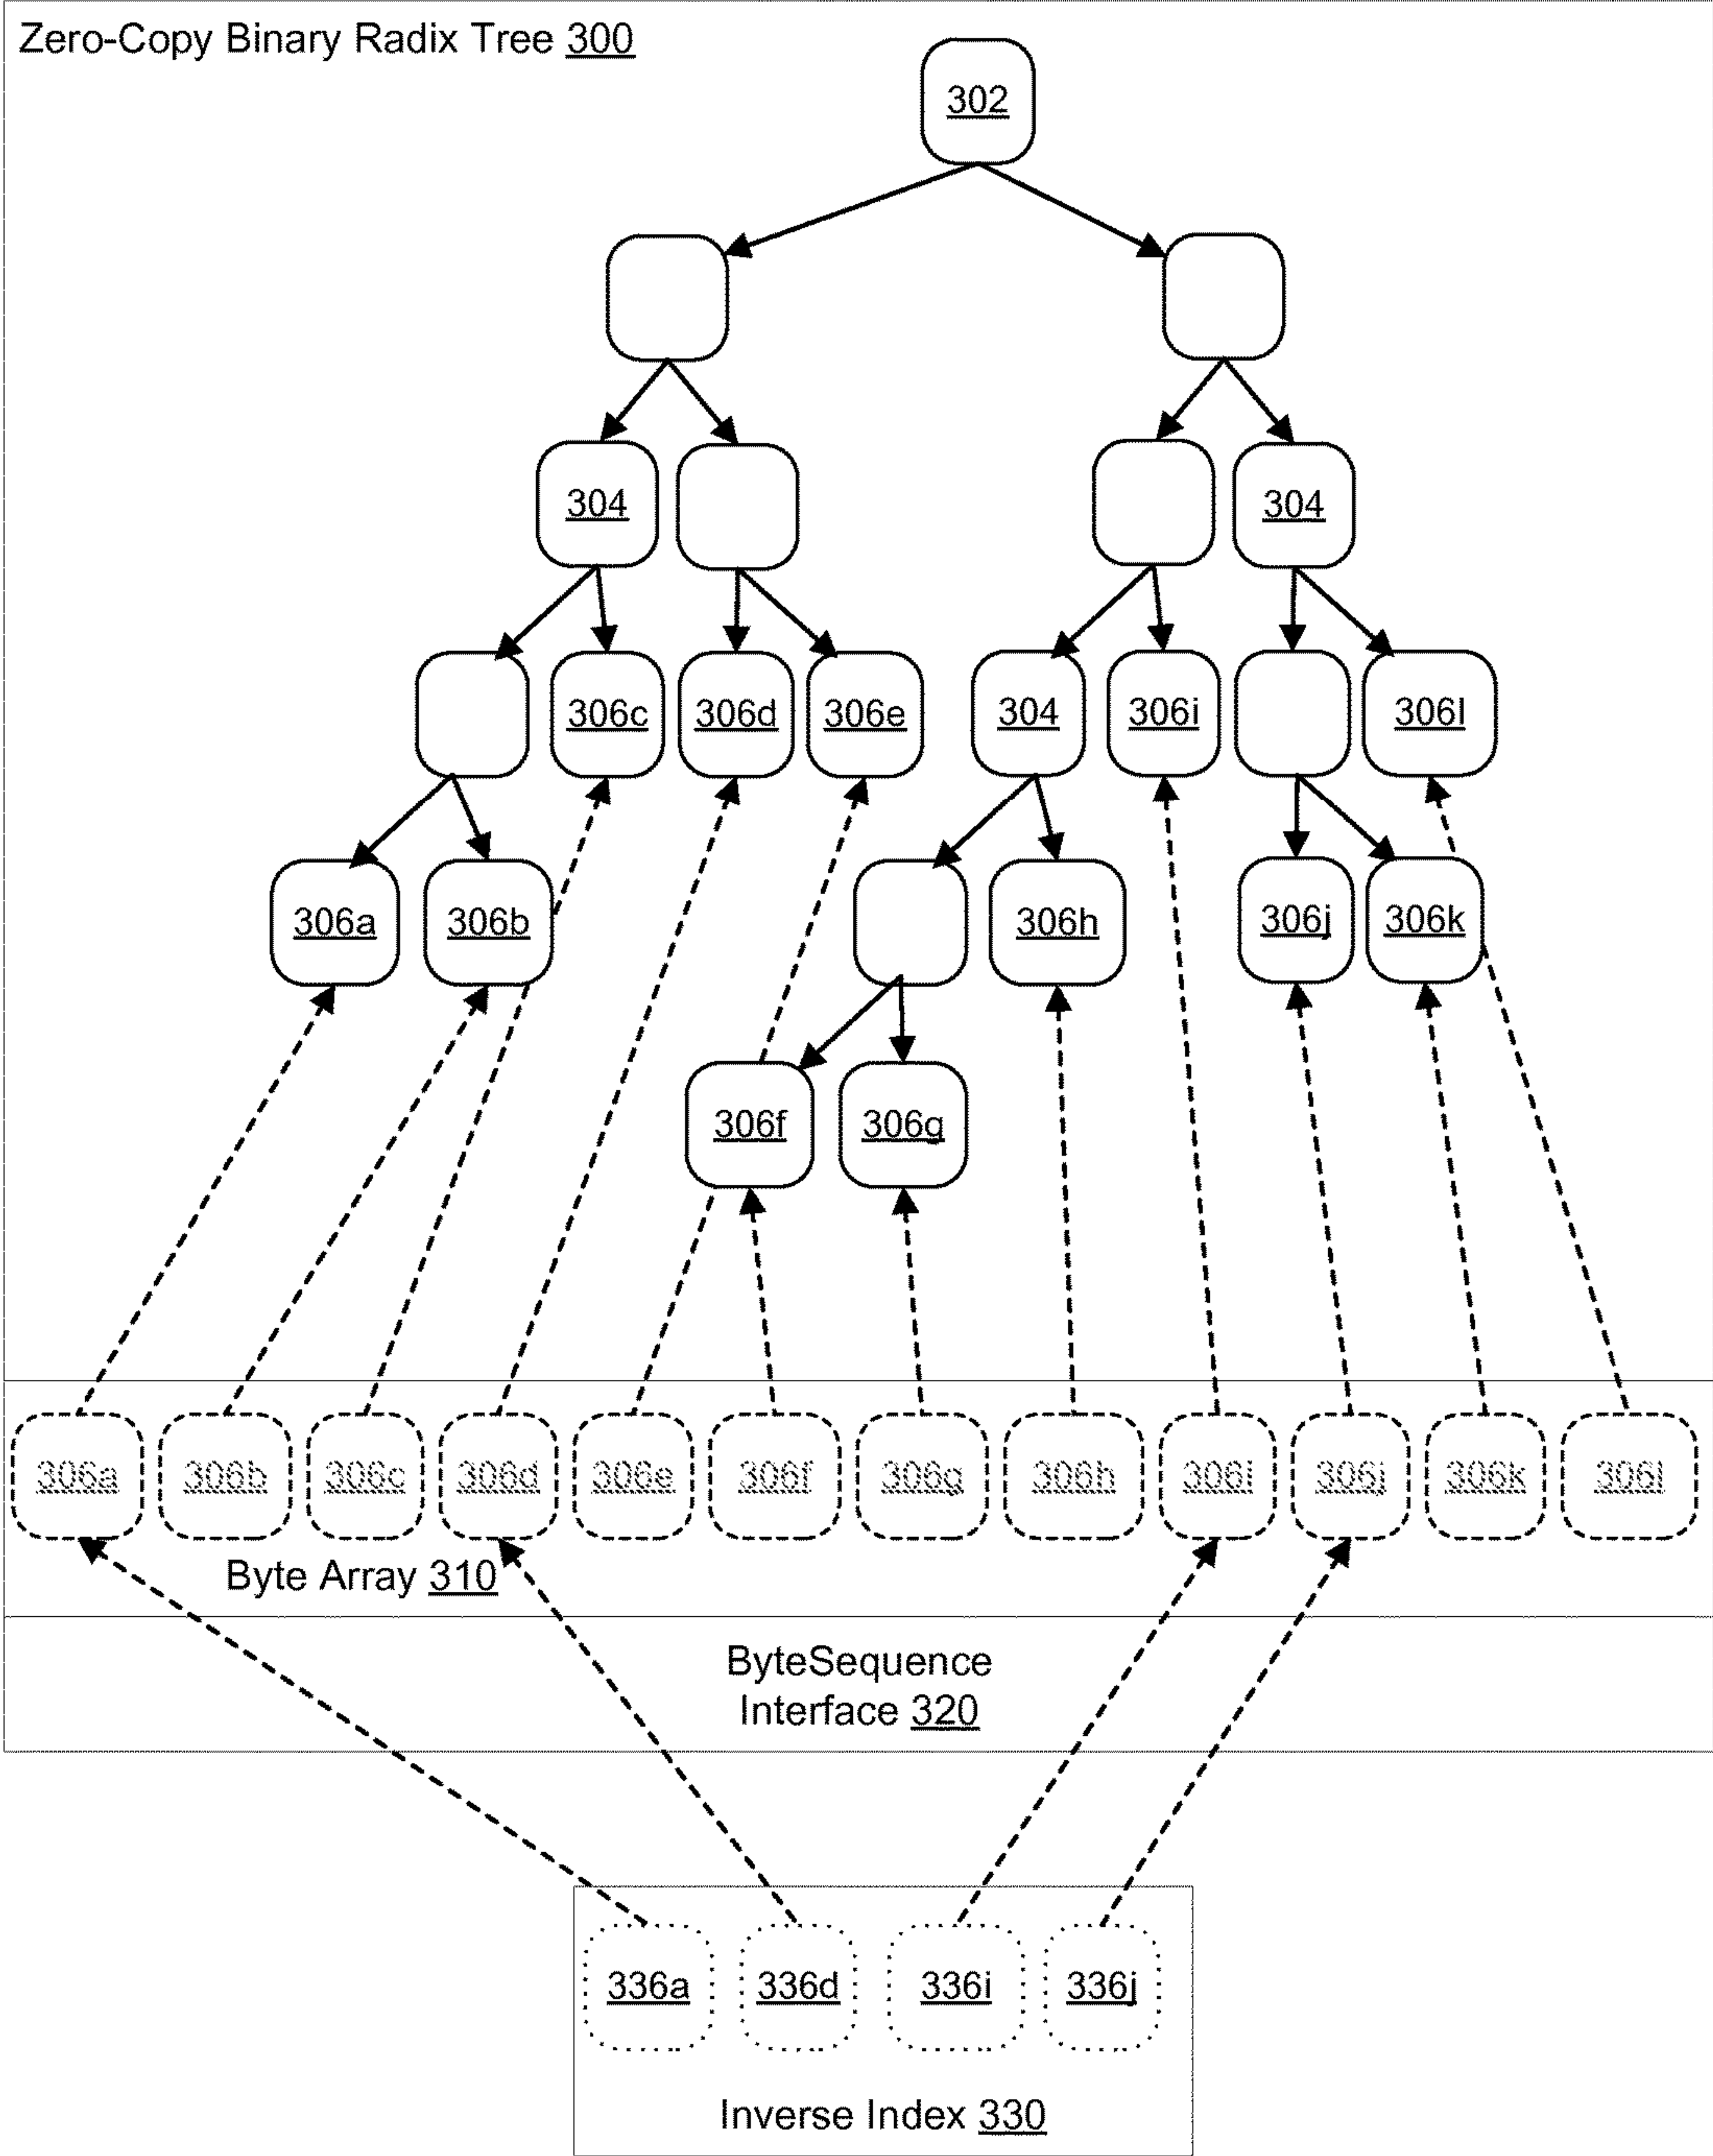 Zero-Copy Binary Radix Tree 300
302
304
304
306c
306d
306e
304
306i
306l
306a
306b
306h
306j
306k
306f
306g
306a
306b
306c
306d
306e
306f
306g
306h
306i
306j
306k
306l
Byte Array 310
ByteSequence
Interface 320
336a
336d
336i
336j
Inverse Index 330